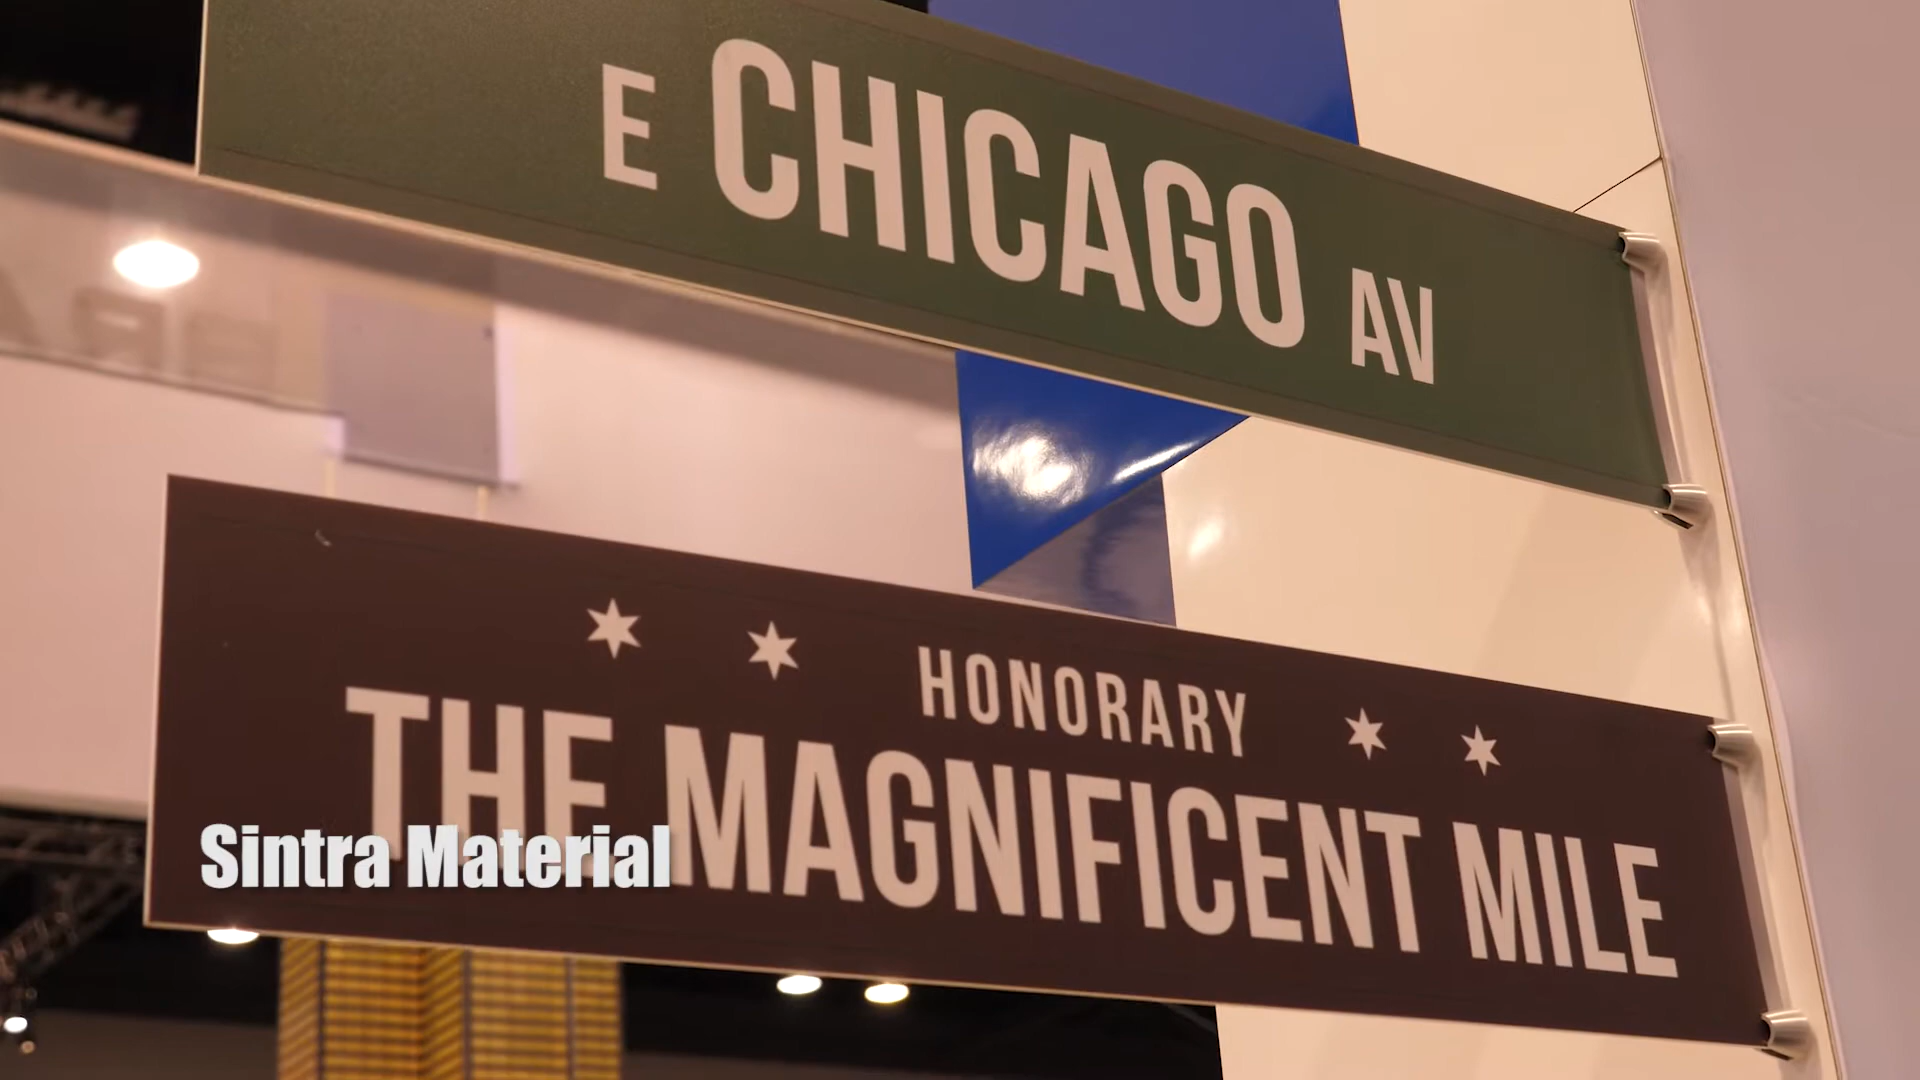 E CHICAGO AV
HONORARY
THE MAGNIFICENT MILE
Sintra Material